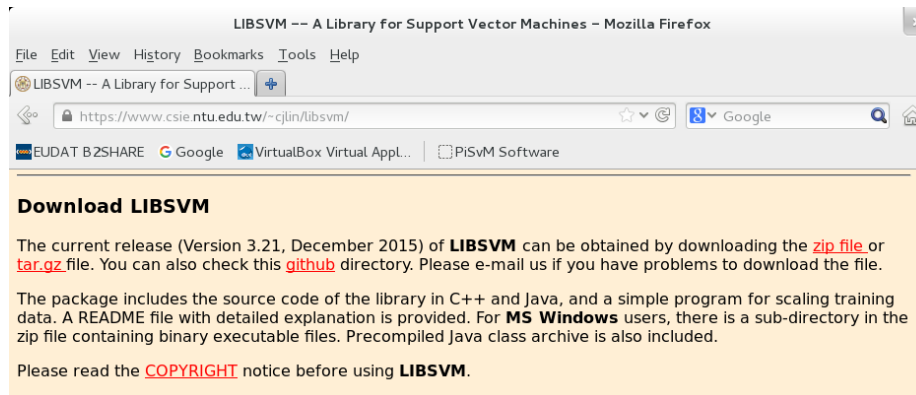 LIBSVM -- A Library for Support Vector Machines - Mozilla Firefox
File Edit View History Bookmarks Tools Help
LIBSVM -- A Library for Support ...
https://www.csie.ntu.edu.tw/~cjlin/libsvm/ Google
EUDAT B2SHARE Google VirtualBox Virtual Appl... PiSvM Software
Download LIBSVM
The current release (Version 3.21, December 2015) of LIBSVM can be obtained by downloading the zip file or
tar.gz file. You can also check this github directory. Please e-mail us if you have problems to download the file.
The package includes the source code of the library in C++ and Java, and a simple program for scaling training
data. A README file with detailed explanation is provided. For MS Windows users, there is a sub-directory in the
zip file containing binary executable files. Precompiled Java class archive is also included.
Please read the COPYRIGHT notice before using LIBSVM.